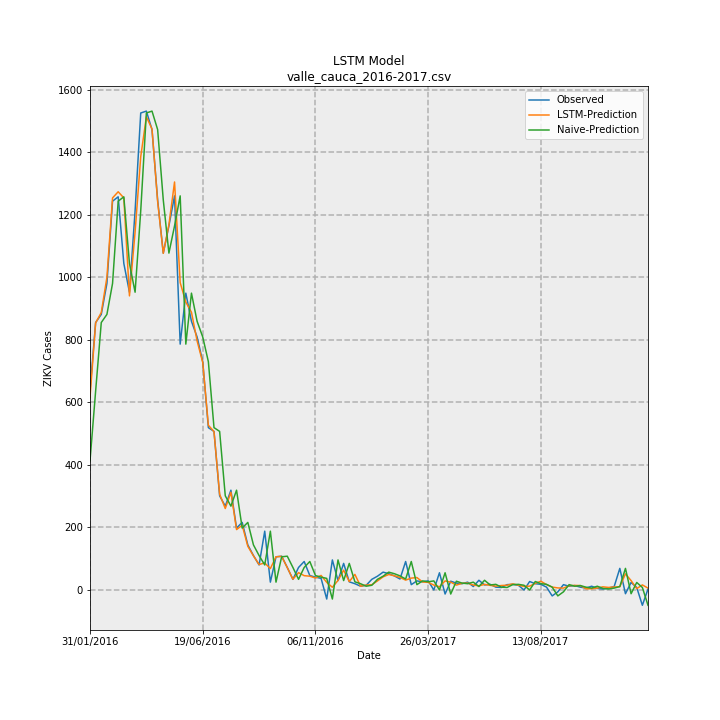 LSTM Model
valle_cauca_2016-2017.csv
Observed
LSTM-Prediction
Naive-Prediction
1600
1400
1200
1000
800
600
400
200
0
ZIKV Cases
31/01/2016
19/06/2016
06/11/2016
26/03/2017
13/08/2017
Date